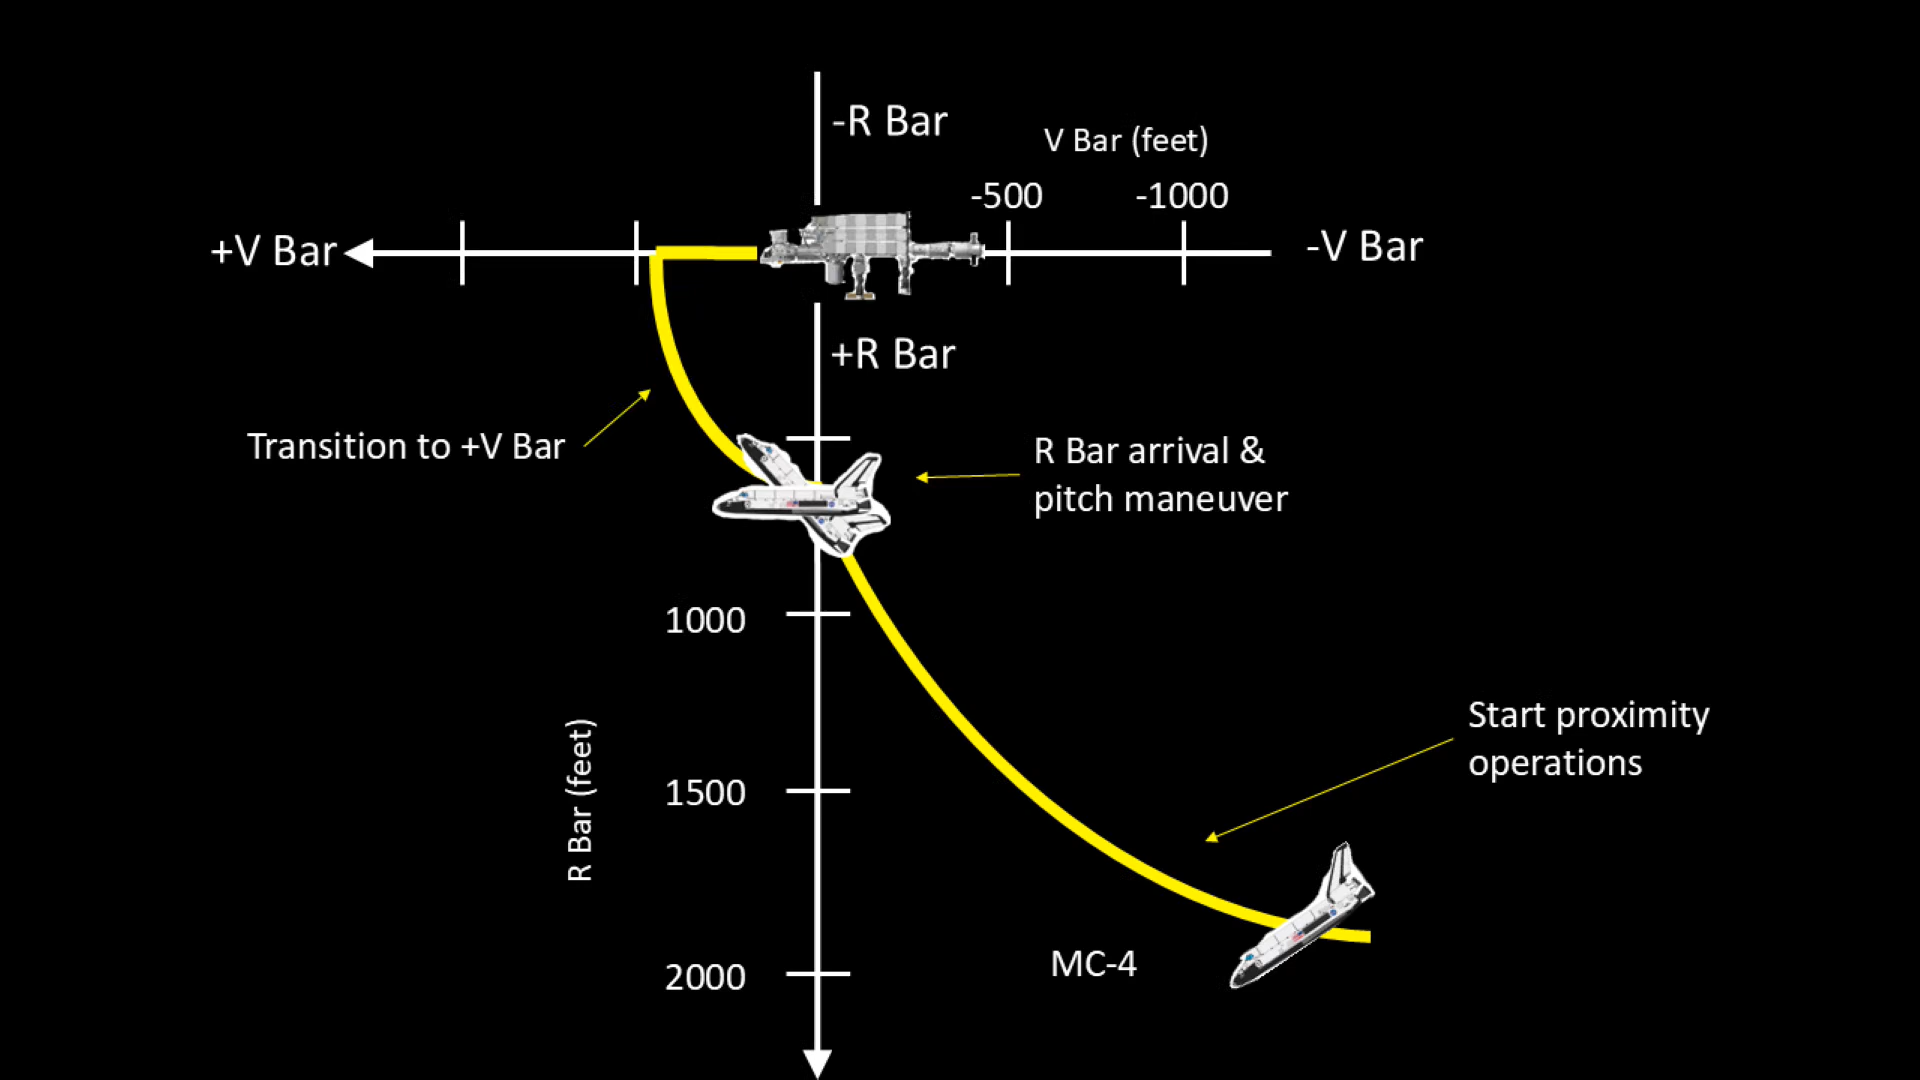 -R Bar
V Bar (feet)
-500
-1000
+V Bar
-V Bar
+R Bar
Transition to +V Bar
R Bar arrival &
pitch maneuver
1000
Start proximity
operations
R Bar (feet)
1500
MC-4
2000